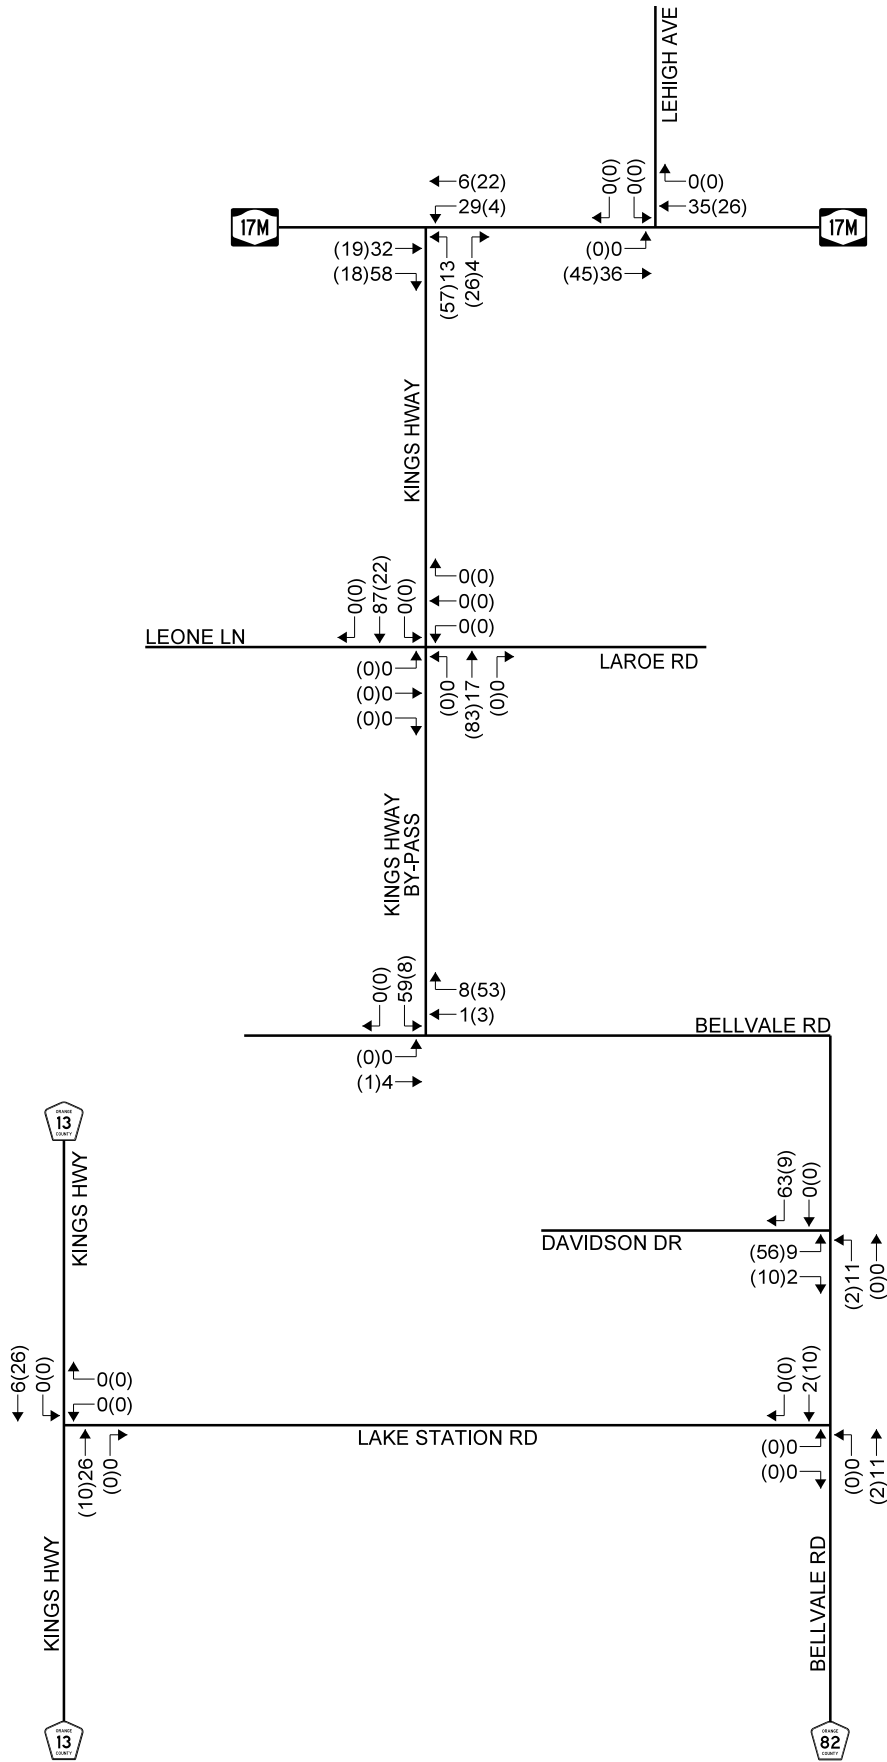 LEHIGH AVE
0(0)
0(0)
0(0)
35(26)
6(22)
29(4)
17M
17M
(19)32
(18)58
(57)13
(26)4
(0)0
(45)36
KINGS HWAY
0(0)
87(22)
0(0)
0(0)
0(0)
0(0)
LEONE LN
LAROE RD
(0)0
(0)0
(0)0
(0)0
(83)17
(0)0
KINGS HWAY
BY-PASS
0(0)
59(8)
8(53)
1(3)
BELLVALE RD
(0)0
(1)4
ORANGE
13
COUNTY
KINGS HWY
63(9)
0(0)
DAVIDSON DR
(56)9
(10)2
(2)11
(0)0
6(26)
0(0)
0(0)
0(0)
0(0)
2(10)
LAKE STATION RD
(10)26
(0)0
(0)0
(0)0
(0)0
(2)11
KINGS HWY
BELLVALE RD
ORANGE
13
COUNTY
ORANGE
82
COUNTY